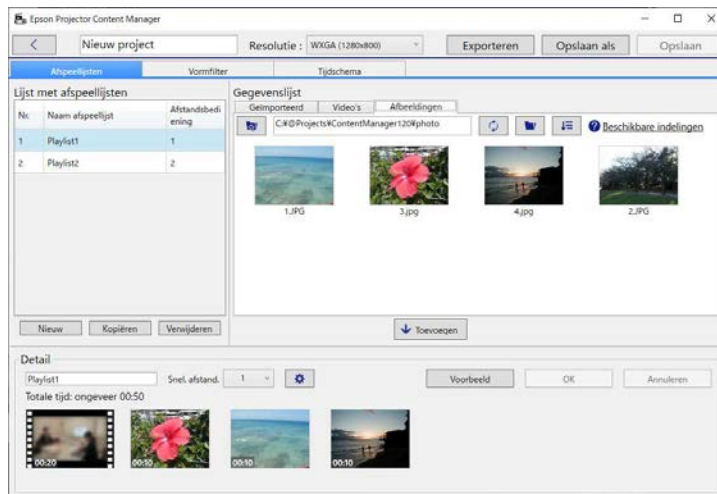 Epson Projector Content Manager
Nieuw project
Resolutie : WXGA (1280x800)
Exporteren
Opslaan als
Opslaan
Afspeellijsten
Vormfilter
Tijdschema
Lijst met afspeellijsten
Nr.
Naam afspeellijst
Afstandsbedi
ening
1 Playlist1 1
2 Playlist2 2
Nieuw
Kopiëren
Verwijderen
Gegevenslijst
Geïmporteerd
Video's
Afbeeldingen
C:¥@Projects¥ContentManager120¥photo
Beschikbare indelingen
1.JPG
3.jpg
4.jpg
2.JPG
Toevoegen
Detail
Playlist1
Snel. afstand.
1
Voorbeeld
OK
Annuleren
Totale tijd: ongeveer 00:50
00:20
00:10
00:10
00:10